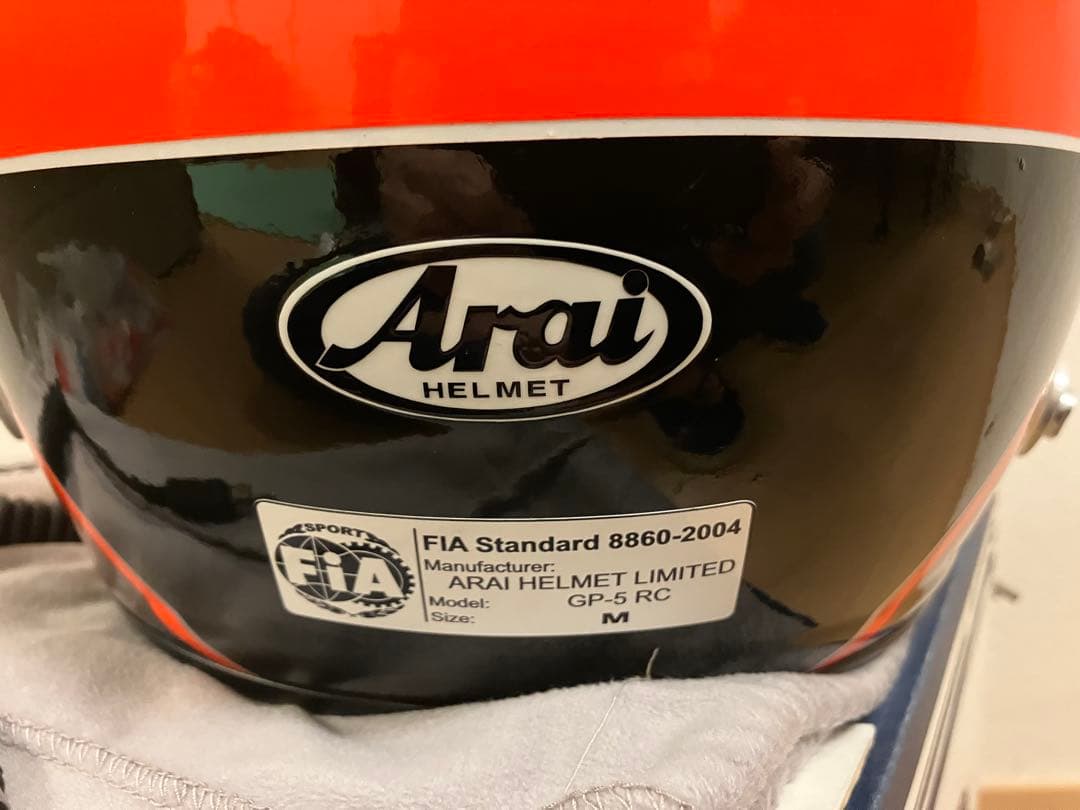 Arai
HELMET
SPORT
FiA
FIA Standard 8860-2004
Manufacturer:
ARAI HELMET LIMITED
Model: GP-5 RC
Size: M